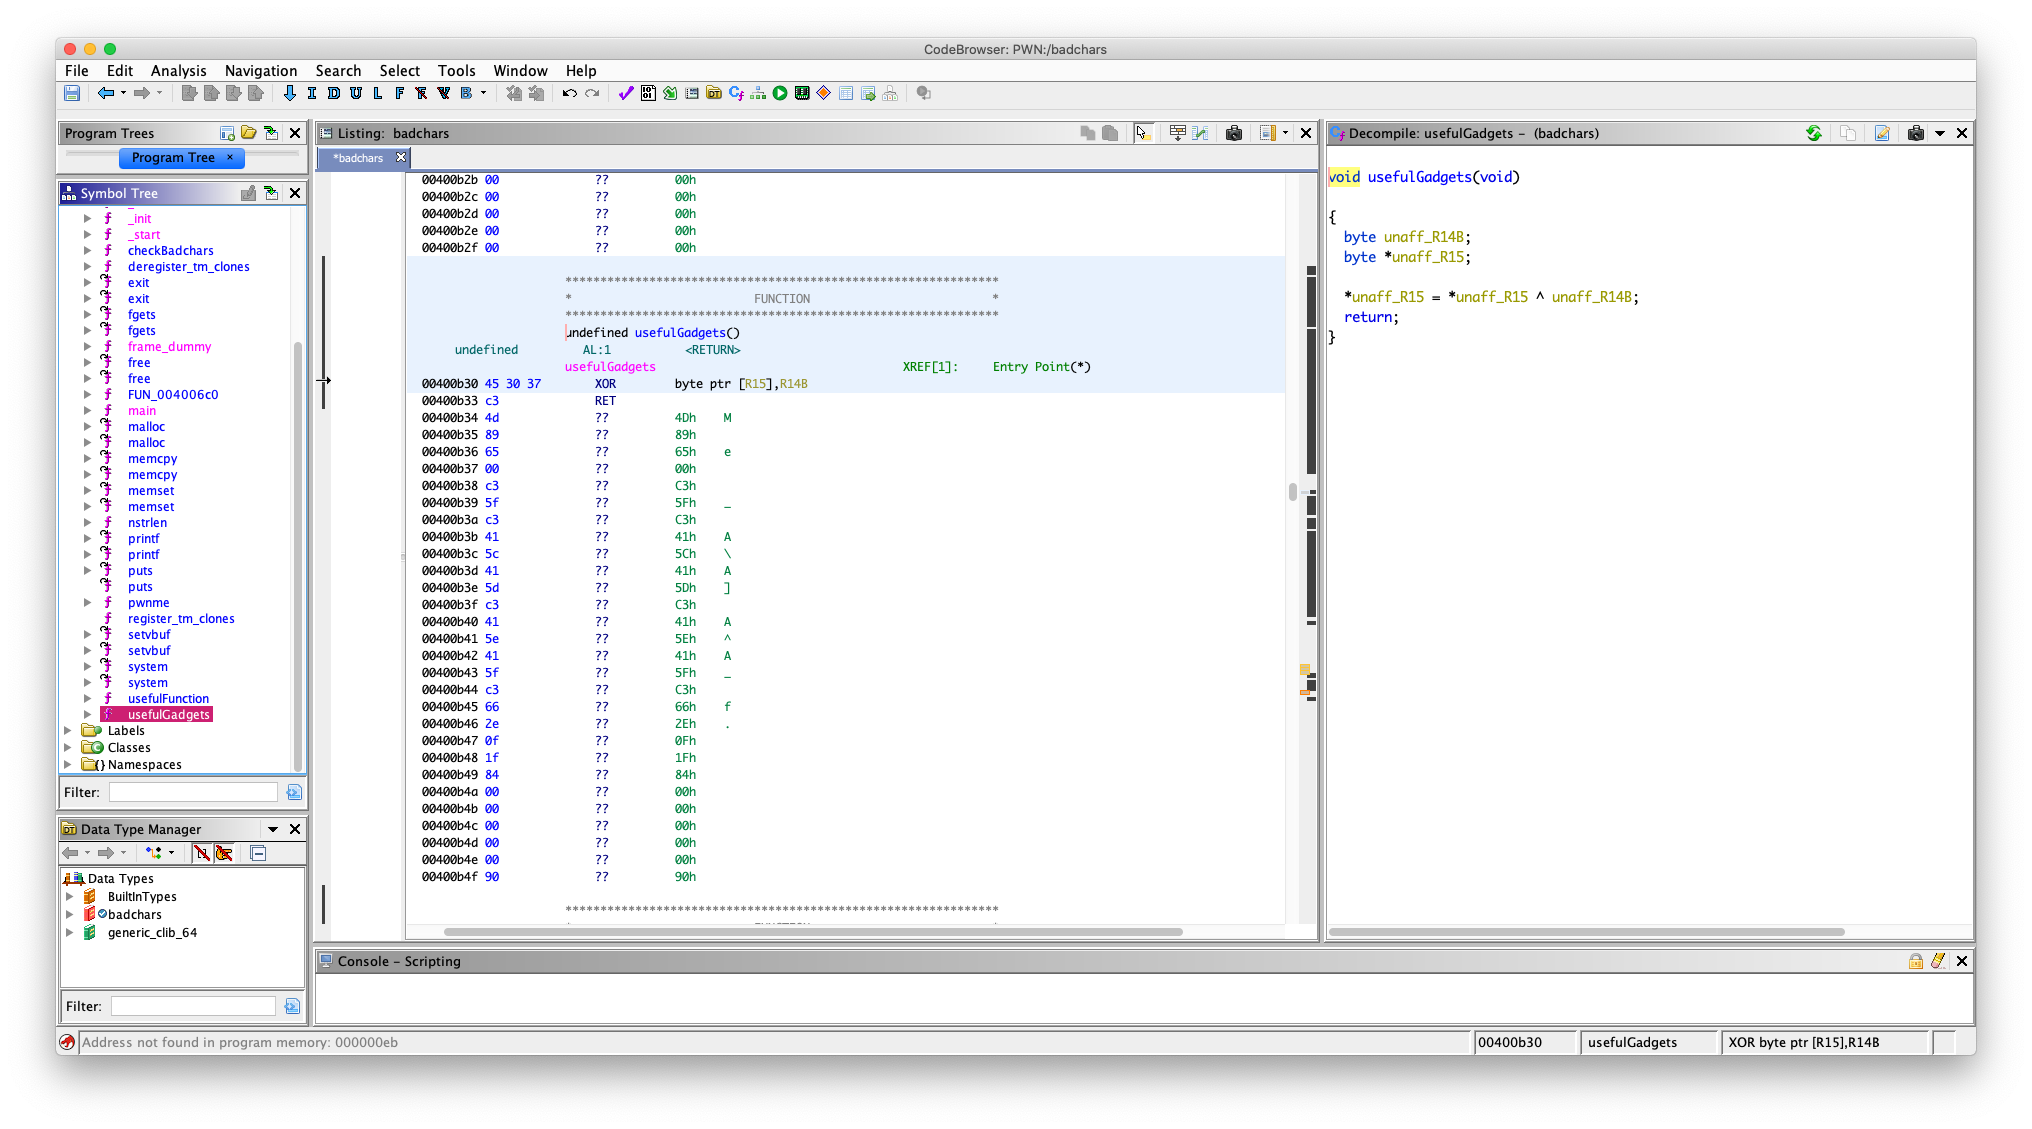 CodeBrowser: PWN:/badchars
File Edit Analysis Navigation Search Select Tools Window Help
I D U L F B
Program Trees
Program Tree ×
Symbol Tree
_init
_start
checkBadchars
deregister_tm_clones
exit
exit
fgets
fgets
frame_dummy
free
free
FUN_004006c0
main
malloc
malloc
memcpy
memcpy
memset
memset
nstrlen
printf
printf
puts
puts
pwnme
register_tm_clones
setvbuf
setvbuf
system
system
usefulFunction
usefulGadgets
Labels
Classes
Namespaces
Filter:
Data Type Manager
Data Types
BuiltInTypes
badchars
generic_clib_64
Filter:
Listing: badchars
*badchars
00400b2b 00 ?? 00h
00400b2c 00 ?? 00h
00400b2d 00 ?? 00h
00400b2e 00 ?? 00h
00400b2f 00 ?? 00h
*************************************************************
* FUNCTION *
*************************************************************
undefined usefulGadgets()
undefined AL:1 <RETURN>
usefulGadgets XREF[1]: Entry Point(*)
00400b30 45 30 37 XOR byte ptr [R15],R14B
00400b33 c3 RET
00400b34 4d ?? 4Dh M
00400b35 89 ?? 89h
00400b36 65 ?? 65h e
00400b37 00 ?? 00h
00400b38 c3 ?? C3h
00400b39 5f ?? 5Fh _
00400b3a c3 ?? C3h
00400b3b 41 ?? 41h A
00400b3c 5c ?? 5Ch \
00400b3d 41 ?? 41h A
00400b3e 5d ?? 5Dh ]
00400b3f c3 ?? C3h
00400b40 41 ?? 41h A
00400b41 5e ?? 5Eh ^
00400b42 41 ?? 41h A
00400b43 5f ?? 5Fh _
00400b44 c3 ?? C3h
00400b45 66 ?? 66h f
00400b46 2e ?? 2Eh .
00400b47 0f ?? 0Fh
00400b48 1f ?? 1Fh
00400b49 84 ?? 84h
00400b4a 00 ?? 00h
00400b4b 00 ?? 00h
00400b4c 00 ?? 00h
00400b4d 00 ?? 00h
00400b4e 00 ?? 00h
00400b4f 90 ?? 90h
*************************************************************
Decompile: usefulGadgets - (badchars)
void usefulGadgets(void)
{
byte unaff_R14B;
byte *unaff_R15;
*unaff_R15 = *unaff_R15 ^ unaff_R14B;
return;
}
Console - Scripting
Address not found in program memory: 000000eb
00400b30
usefulGadgets
XOR byte ptr [R15],R14B